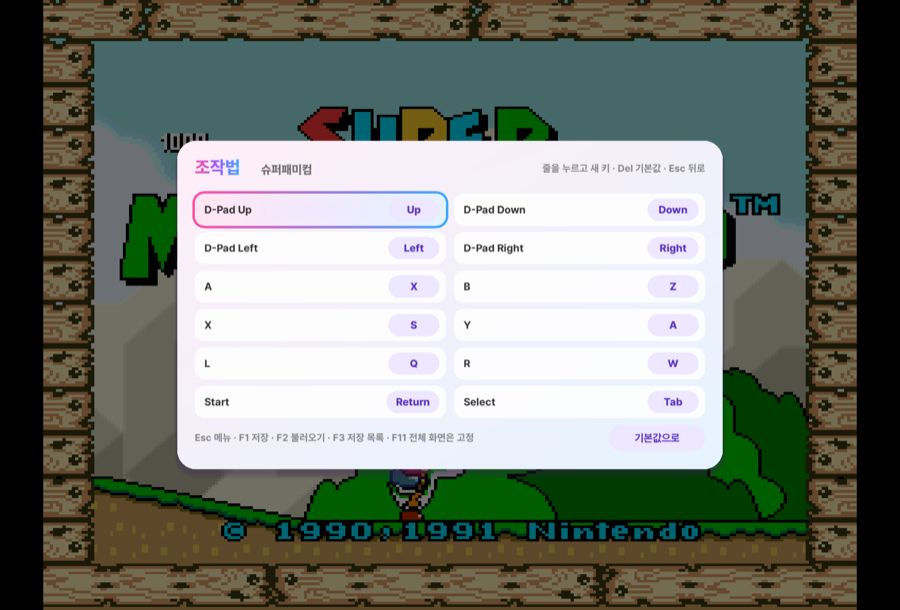 SUPER
TM
조작법 슈퍼패미컴 줄을 누르고 새 키 · Del 기본값 · Esc 뒤로
D-Pad Up Up D-Pad Down Down
D-Pad Left Left D-Pad Right Right
A X B Z
X S Y A
L Q R W
Start Return Select Tab
Esc 메뉴 · F1 저장 · F2 불러오기 · F3 저장 목록 · F11 전체 화면은 고정 기본값으로
© 1990,1991 Nintendo